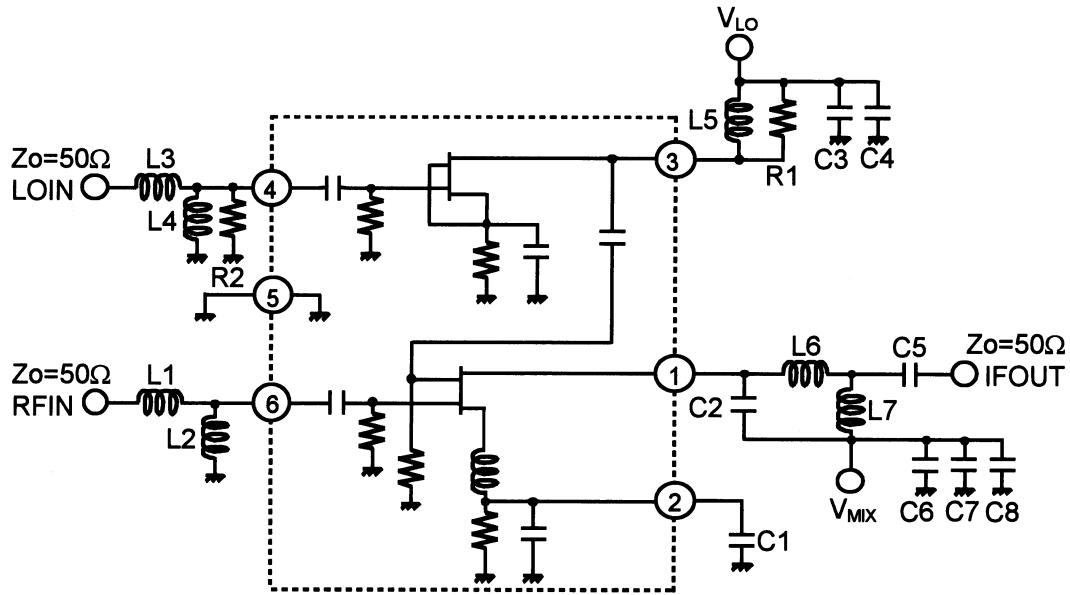 VLO
L5
R1
C3
C4
Zo=50Ω
LOIN
L3
L4
R2
4
3
5
Zo=50Ω
RFIN
L1
L2
6
1
2
C1
C2
L6
L7
C5
Zo=50Ω
IFOUT
VMIX
C6
C7
C8